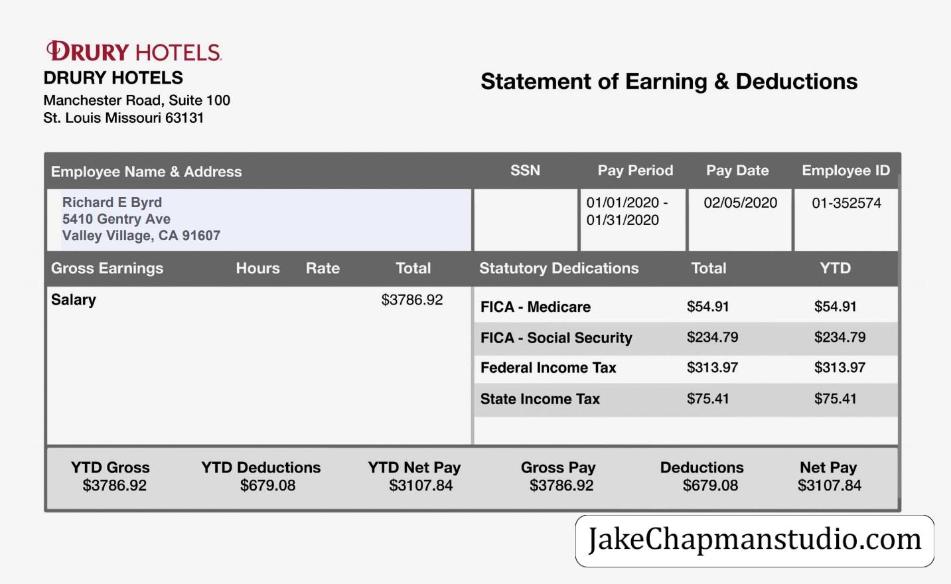 DRURY HOTELS
DRURY HOTELS
Manchester Road, Suite 100
St. Louis Missouri 63131
Statement of Earning & Deductions
Employee Name & Address SSN Pay Period Pay Date Employee ID
Richard E Byrd 01/01/2020 - 02/05/2020 01-352574
5410 Gentry Ave 01/31/2020
Valley Village, CA 91607
Gross Earnings Hours Rate Total Statutory Dedications Total YTD
Salary $3786.92
FICA - Medicare $54.91 $54.91
FICA - Social Security $234.79 $234.79
Federal Income Tax $313.97 $313.97
State Income Tax $75.41 $75.41
YTD Gross YTD Deductions YTD Net Pay Gross Pay Deductions Net Pay
$3786.92 $679.08 $3107.84 $3786.92 $679.08 $3107.84
JakeChapmanstudio.com